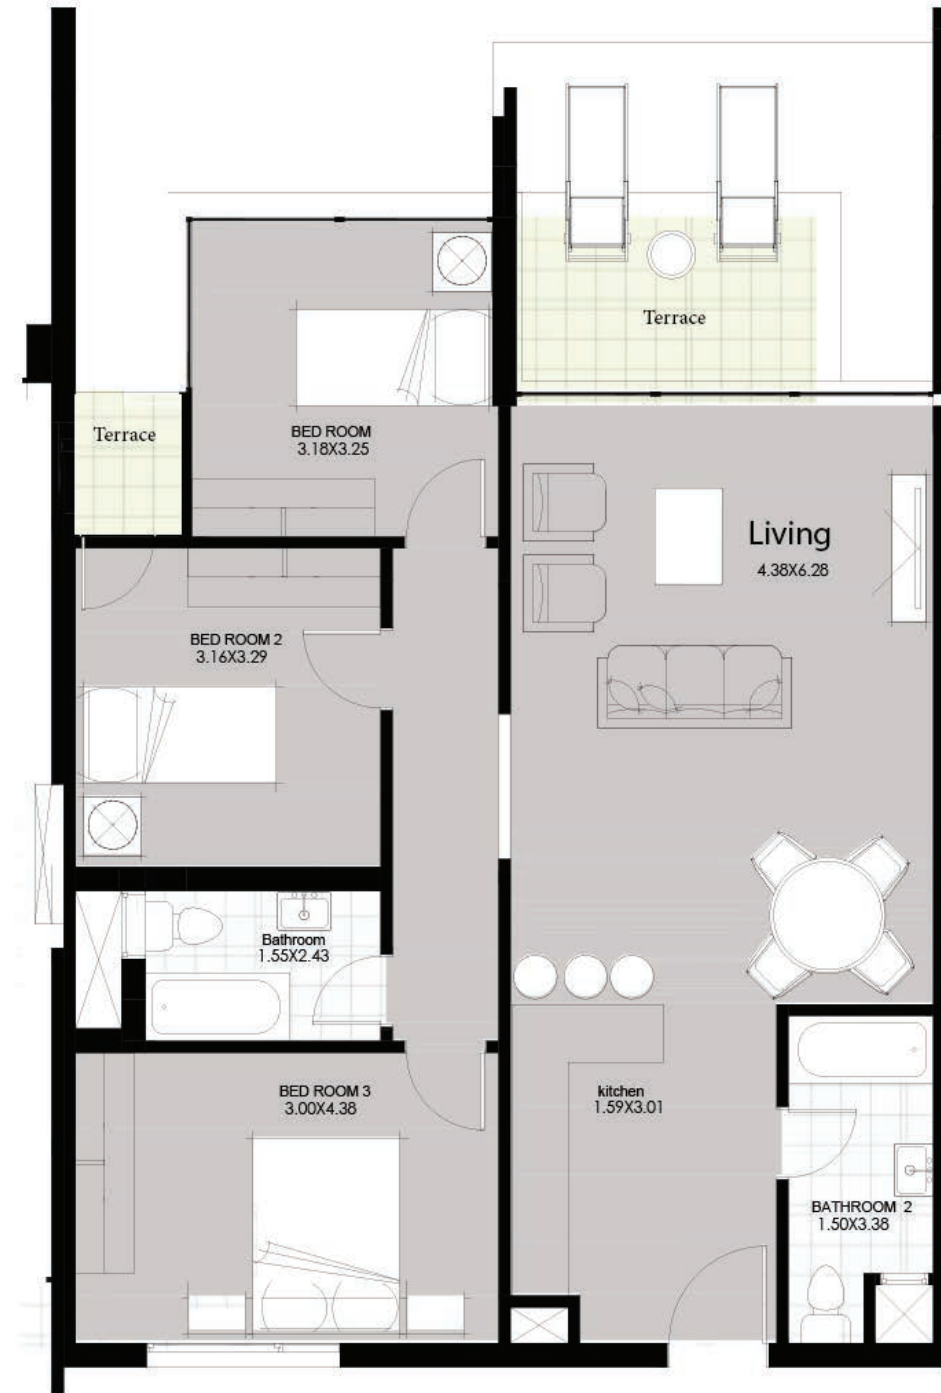 Terrace
Terrace
BED ROOM
3.18X3.25
Living
4.38X6.28
BED ROOM 2
3.16X3.29
Bathroom
1.55X2.43
BED ROOM 3
3.00X4.38
kitchen
1.59X3.01
BATHROOM 2
1.50X3.38